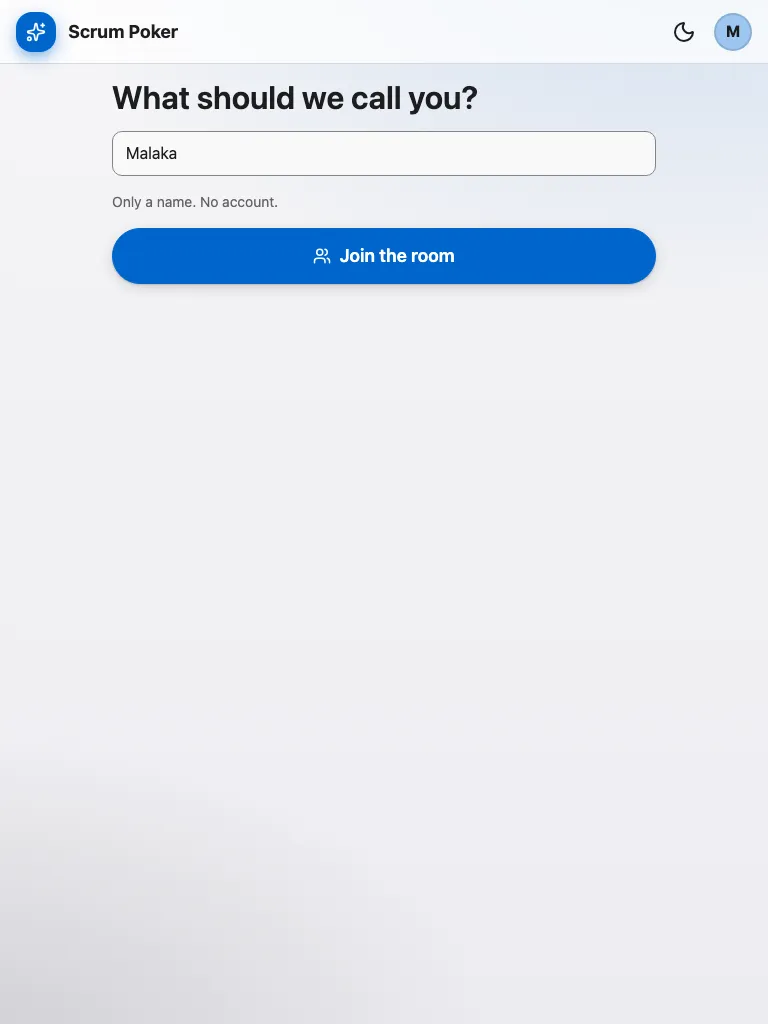 Scrum Poker
M
What should we call you?
Malaka
Only a name. No account.
Join the room